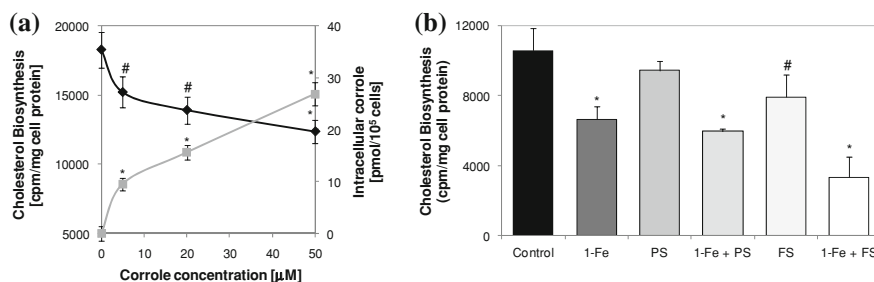 (a)
Cholesterol Biosynthesis
[cpm/mg cell protein]
20000
15000
10000
5000
0
10
20
30
40
50
Corrole concentration [µM]
40
30
20
10
0
Intracellular corrole
[pmol/10⁵ cells]
#
#
*
*
*
*
(b)
Cholesterol Biosynthesis
(cpm/mg cell protein)
12000
8000
4000
0
*
*
#
*
Control
1-Fe
PS
1-Fe + PS
FS
1-Fe + FS